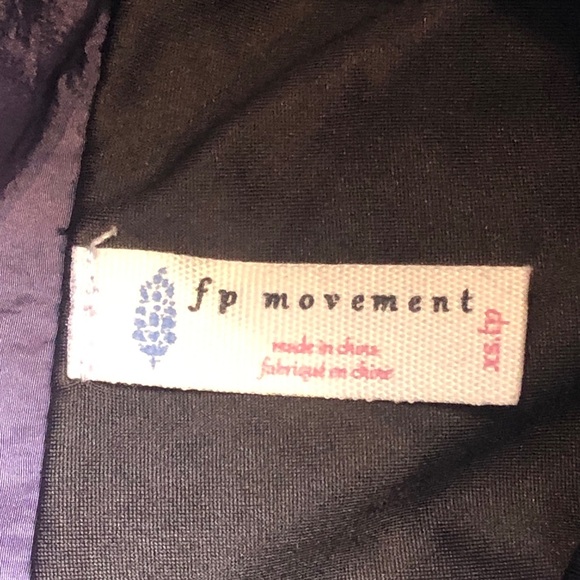 fp movement
made in china
fabriqué en chine
xs/tp